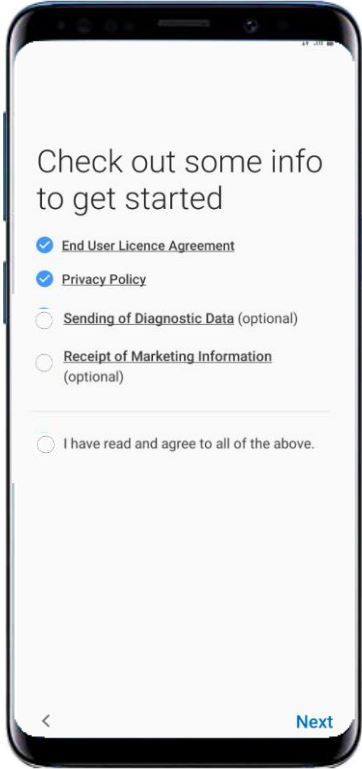 Check out some info
to get started
End User Licence Agreement
Privacy Policy
Sending of Diagnostic Data (optional)
Receipt of Marketing Information
(optional)
I have read and agree to all of the above.
Next